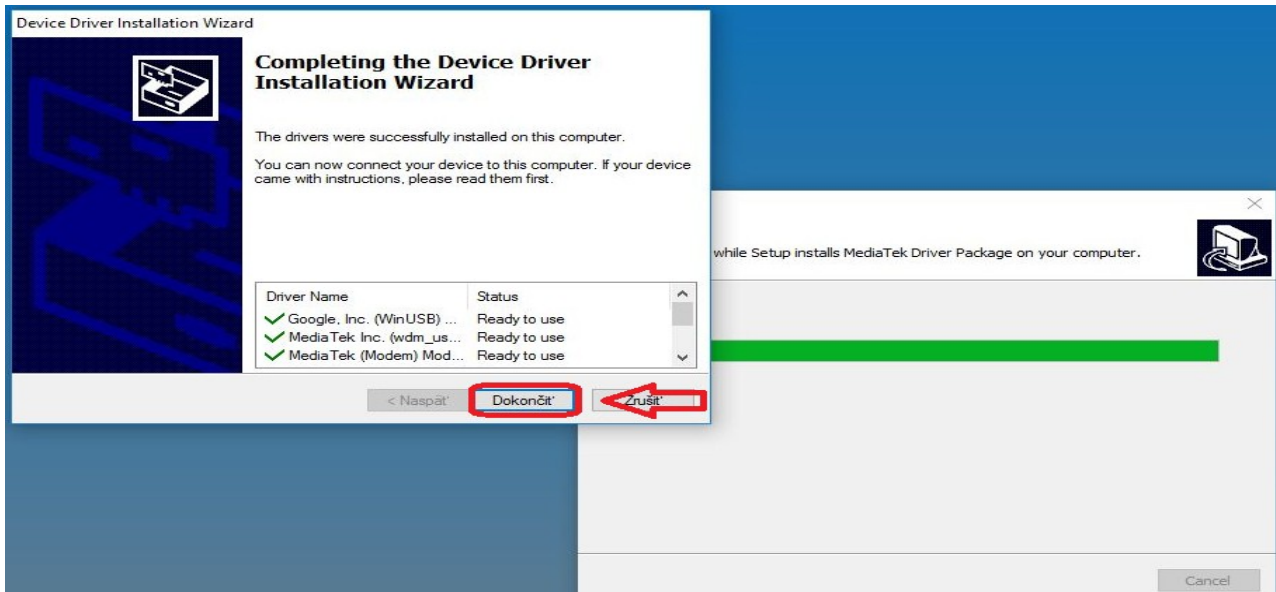 Device Driver Installation Wizard
Completing the Device Driver
Installation Wizard
The drivers were successfully installed on this computer.
You can now connect your device to this computer. If your device
came with instructions, please read them first.
Driver Name Status
Google, Inc. (WinUSB) ... Ready to use
MediaTek Inc. (wdm_us... Ready to use
MediaTek (Modem) Mod... Ready to use
< Naspäť Dokončiť Zrušiť
while Setup installs MediaTek Driver Package on your computer.
Cancel